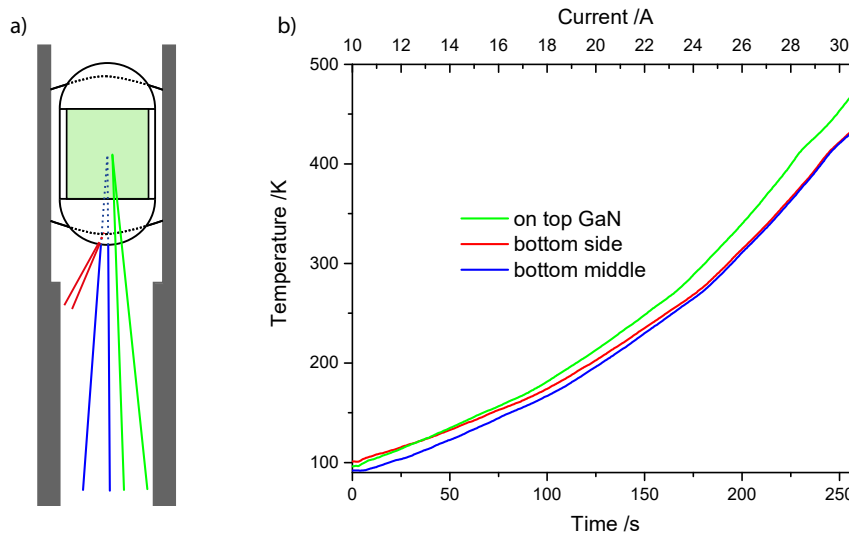 a)
b)
Current /A
10 12 14 16 18 20 22 24 26 28 30
500
400
300
200
100
Temperature /K
on top GaN
bottom side
bottom middle
0 50 100 150 200 250
Time /s